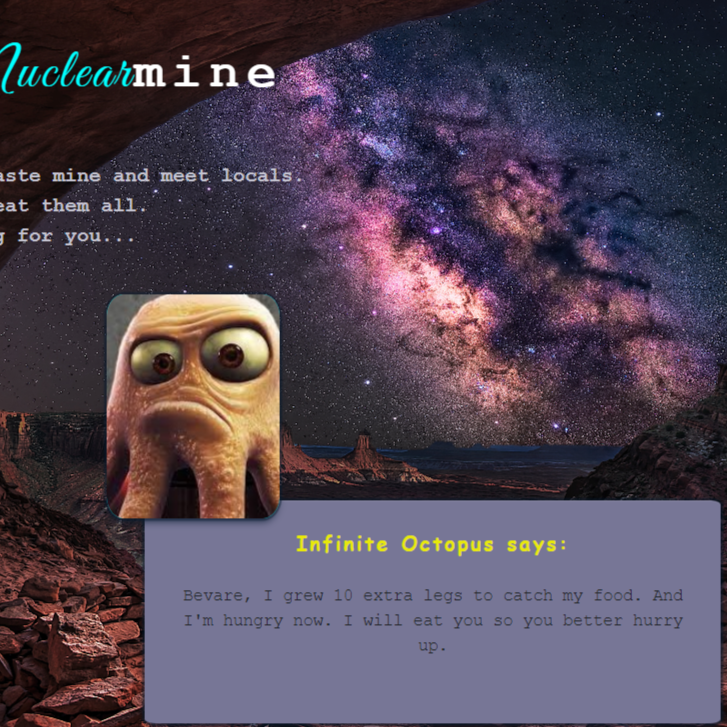 Nuclearmine
aste mine and meet locals.
eat them all.
g for you...
Infinite Octopus says:
Bevare, I grew 10 extra legs to catch my food. And
I'm hungry now. I will eat you so you better hurry
up.